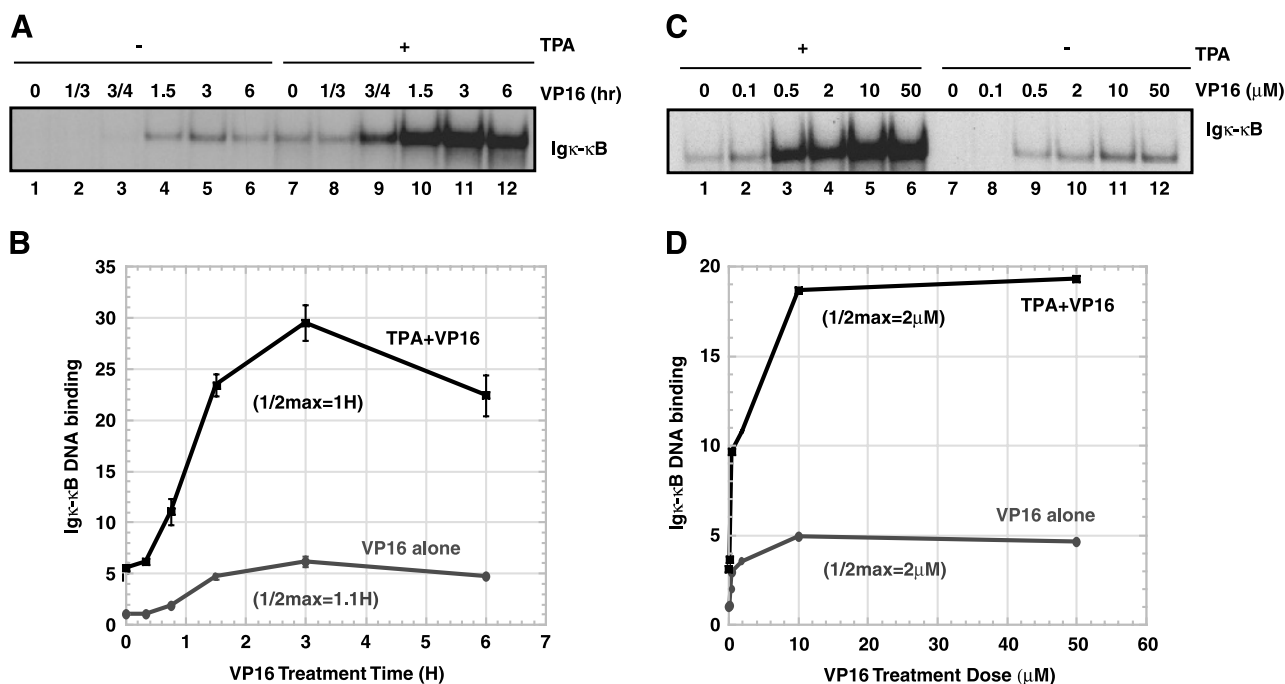 A
- + TPA
0 1/3 3/4 1.5 3 6 0 1/3 3/4 1.5 3 6 VP16 (hr)
Igκ-κB
1 2 3 4 5 6 7 8 9 10 11 12
C
+ - TPA
0 0.1 0.5 2 10 50 0 0.1 0.5 2 10 50 VP16 (μM)
Igκ-κB
1 2 3 4 5 6 7 8 9 10 11 12
B
Igκ-κB DNA binding
35
30
25
20
15
10
5
0
TPA+VP16
(1/2max=1H)
VP16 alone
(1/2max=1.1H)
0 1 2 3 4 5 6 7
VP16 Treatment Time (H)
D
Igκ-κB DNA binding
20
15
10
5
0
TPA+VP16
(1/2max=2μM)
VP16 alone
(1/2max=2μM)
0 10 20 30 40 50 60
VP16 Treatment Dose (μM)